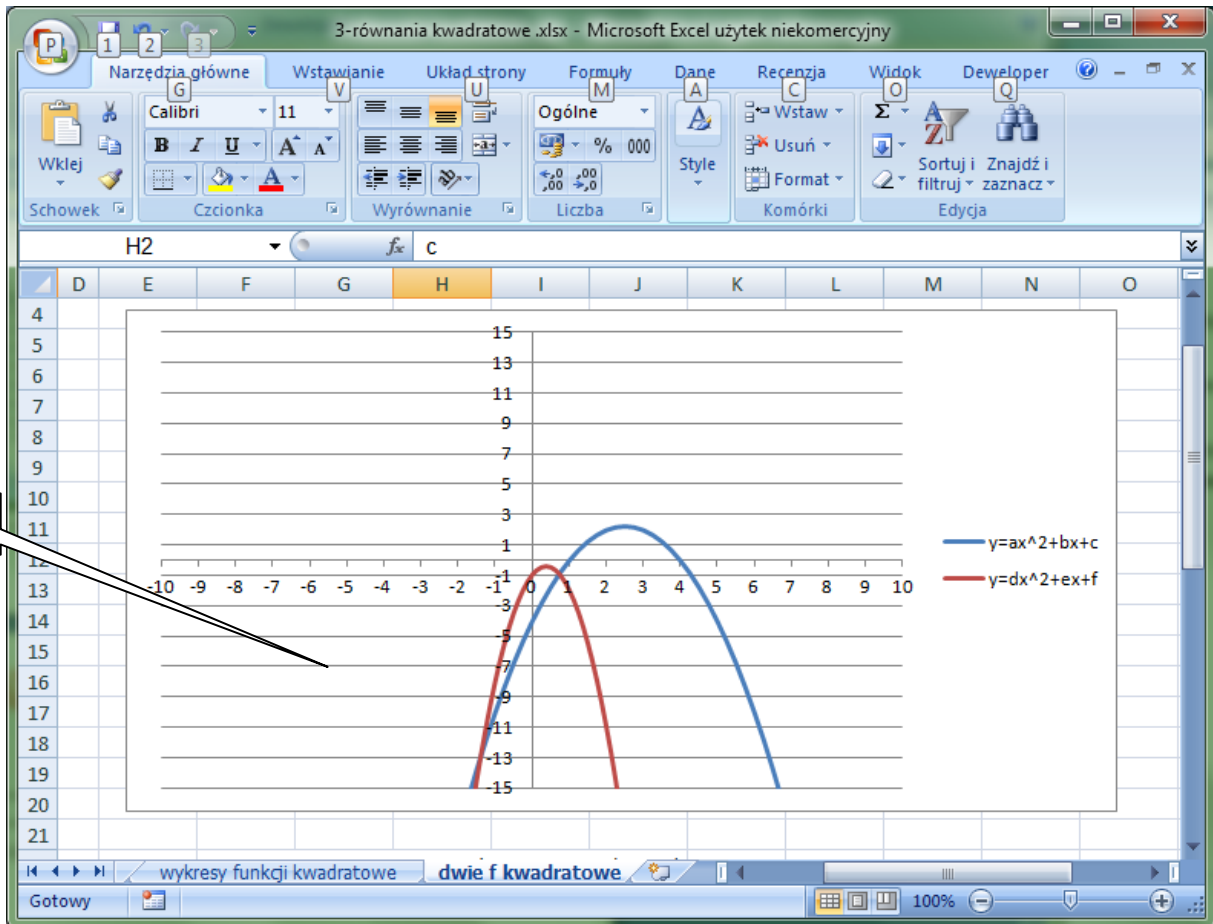 3-równania kwadratowe .xlsx - Microsoft Excel użytek niekomercyjny
P 1 2 3
Narzędzia główne Wstawianie Układ strony Formuły Dane Recenzja Widok Deweloper
G V U M A C O Q
Wklej
Calibri 11
B I U A A
Ogólne
% 000
Style
Wstaw
Usuń
Format
Σ
Sortuj i filtruj
Znajdź i zaznacz
Schowek Czcionka Wyrównanie Liczba Komórki Edycja
H2 fx c
D E F G H I J K L M N O
4
5
6
7
8
9
10
11
12
13
14
15
16
17
18
19
20
21
15
13
11
9
7
5
3
1
-1
-3
-5
-7
-9
-11
-13
-15
-10 -9 -8 -7 -6 -5 -4 -3 -2 -1 0 1 2 3 4 5 6 7 8 9 10
y=ax^2+bx+c
y=dx^2+ex+f
wykresy funkcji kwadratowe dwie f kwadratowe
Gotowy 100%